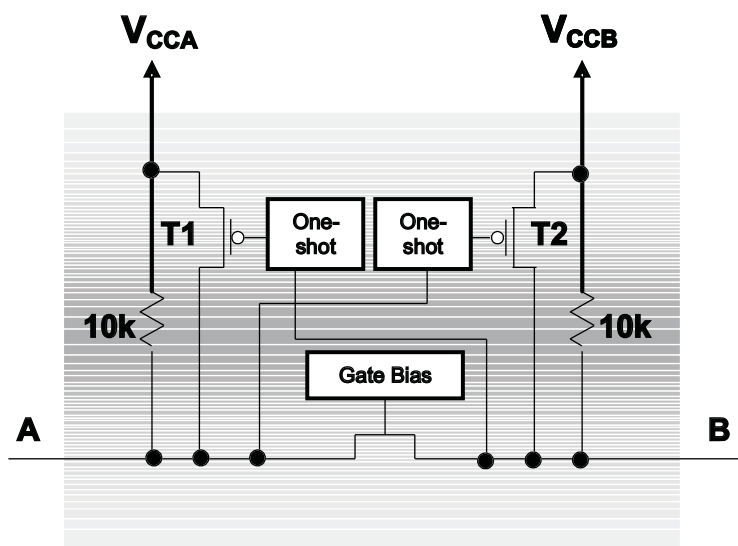 VCCA VCCB
T1 One-shot One-shot T2
10k 10k
Gate Bias
A B